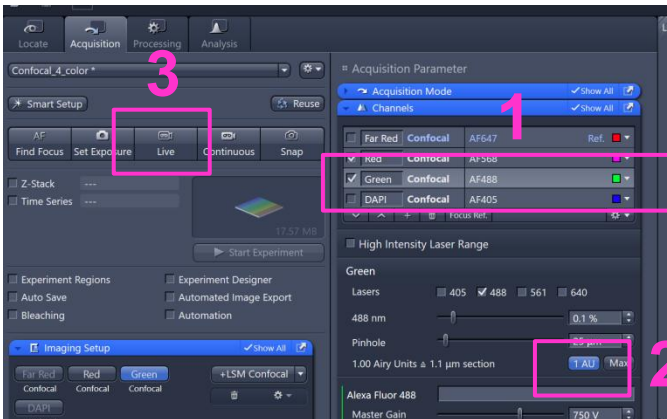 Locate Acquisition Processing Analysis
Confocal_4_color *
Smart Setup
Reuse
AF
Find Focus Set Exposure Live Continuous Snap
Z-Stack ---
Time Series ---
17.57 MB
Start Experiment
Experiment Regions Experiment Designer
Auto Save Automated Image Export
Bleaching Automation
Imaging Setup Show All
Far Red Red Green +LSM Confocal
Confocal Confocal Confocal
DAPI
3
Acquisition Parameter
Acquisition Mode Show All
Channels Show All
1
Far Red Confocal AF647 Ref.
Red Confocal AF568
Green Confocal AF488
DAPI Confocal AF405
+ Focus Ref.
High Intensity Laser Range
Green
Lasers 405 488 561 640
488 nm 0.1 %
Pinhole 25 µm
1.00 Airy Units ≙ 1.1 µm section 1 AU Max
2
Alexa Fluor 488
Master Gain 750 V